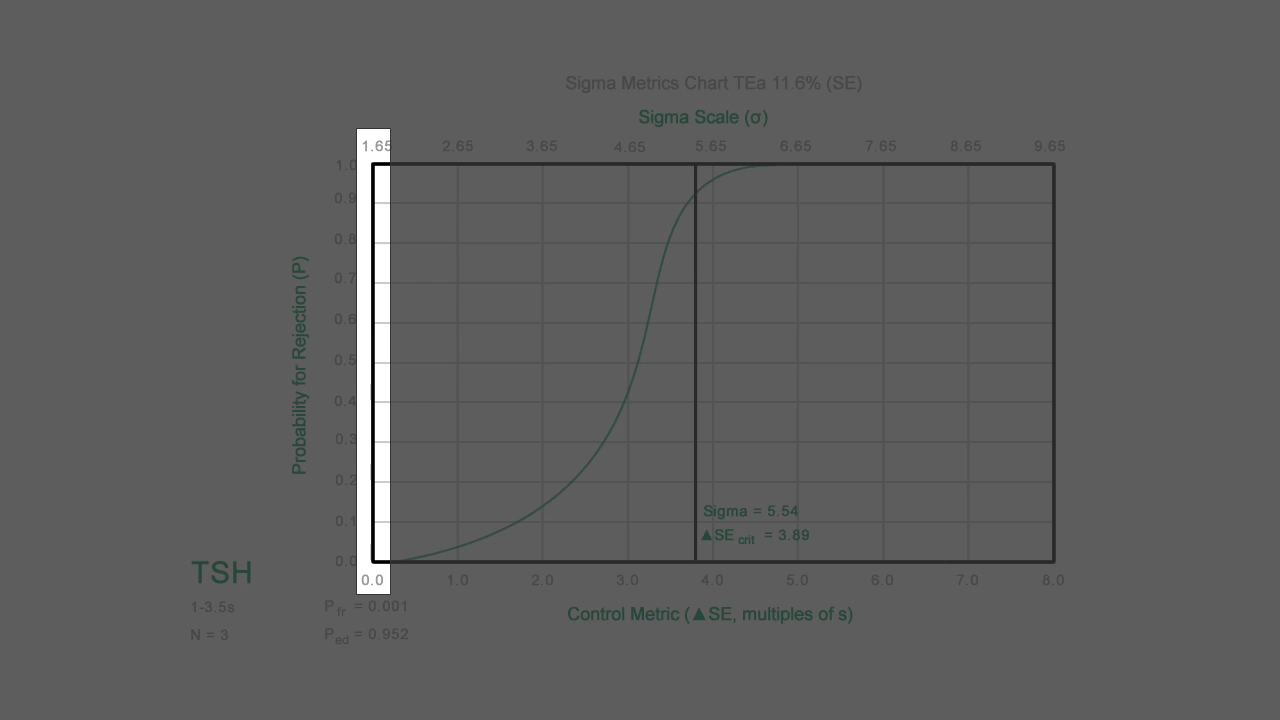 Sigma Metrics Chart TEa 11.6% (SE)
Sigma Scale (σ)
1.65 2.65 3.65 4.65 5.65 6.65 7.65 8.65 9.65
1.0
0.9
0.8
0.7
0.6
0.5
0.4
0.3
0.2
0.1
0.0
Probability for Rejection (P)
Sigma = 5.54
▲SE crit = 3.89
0.0 1.0 2.0 3.0 4.0 5.0 6.0 7.0 8.0
Control Metric (▲SE, multiples of s)
TSH
1-3.5s P fr = 0.001
N = 3 P ed = 0.952